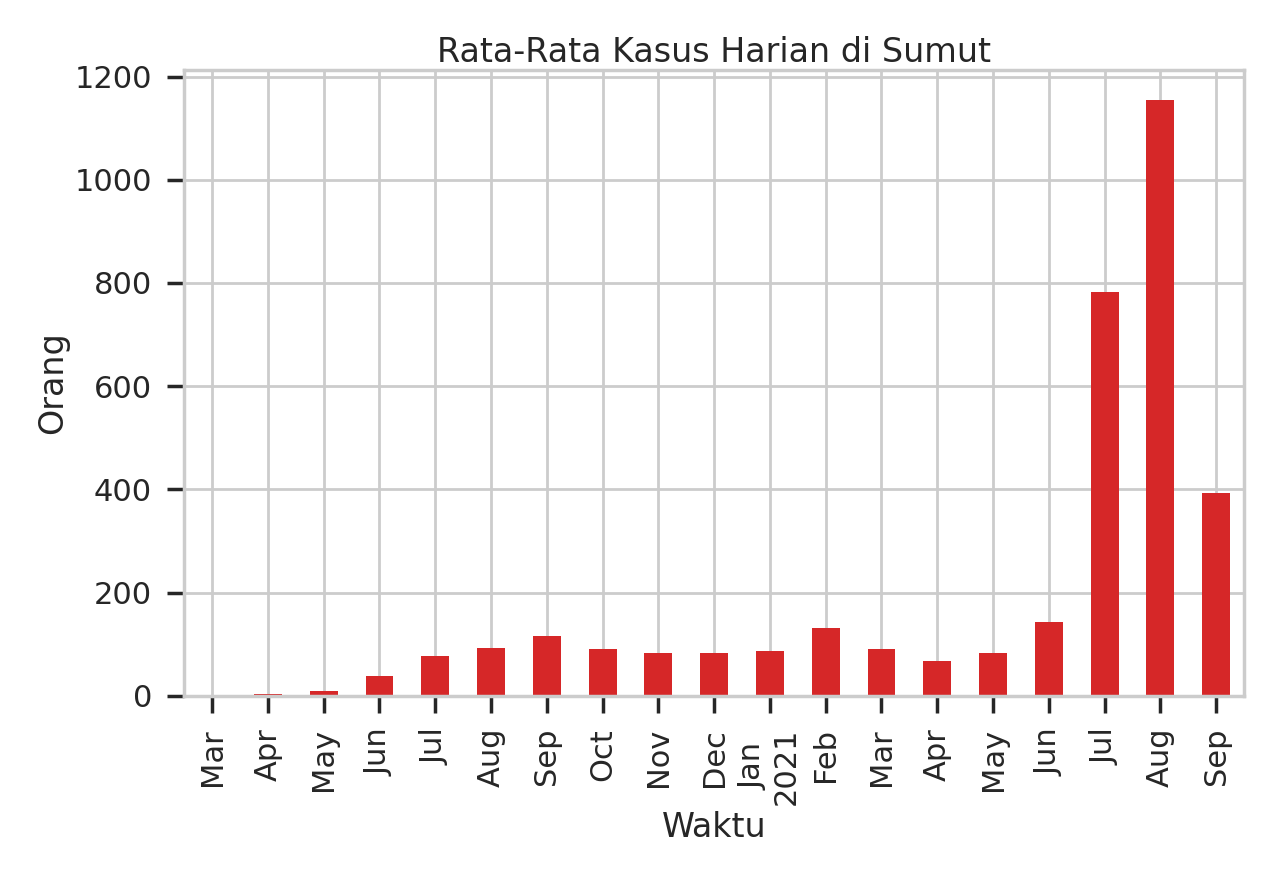 Rata-Rata Kasus Harian di Sumut
1200
1000
800
600
400
200
0
Orang
Mar
Apr
May
Jun
Jul
Aug
Sep
Oct
Nov
Dec
Jan
2021
Feb
Mar
Apr
May
Jun
Jul
Aug
Sep
Waktu